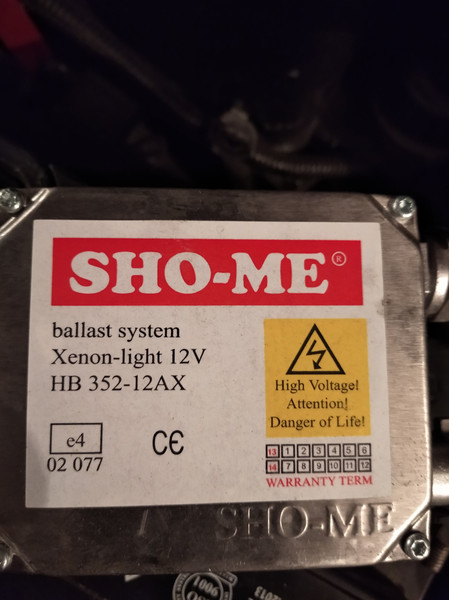 SHO-ME®
ballast system
Xenon-light 12V
HB 352-12AX
High Voltage!
Attention!
Danger of Life!
e4
02 077
CE
13 1 2 3 4 5 6
14 7 8 9 10 11 12
WARRANTY TERM
SHO-ME
9001
2015